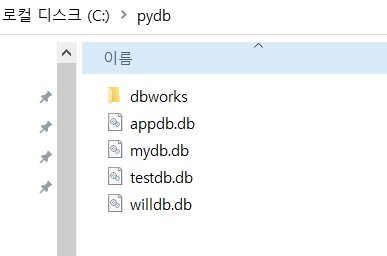 로컬 디스크 (C:) > pydb
이름
dbworks
appdb.db
mydb.db
testdb.db
willdb.db